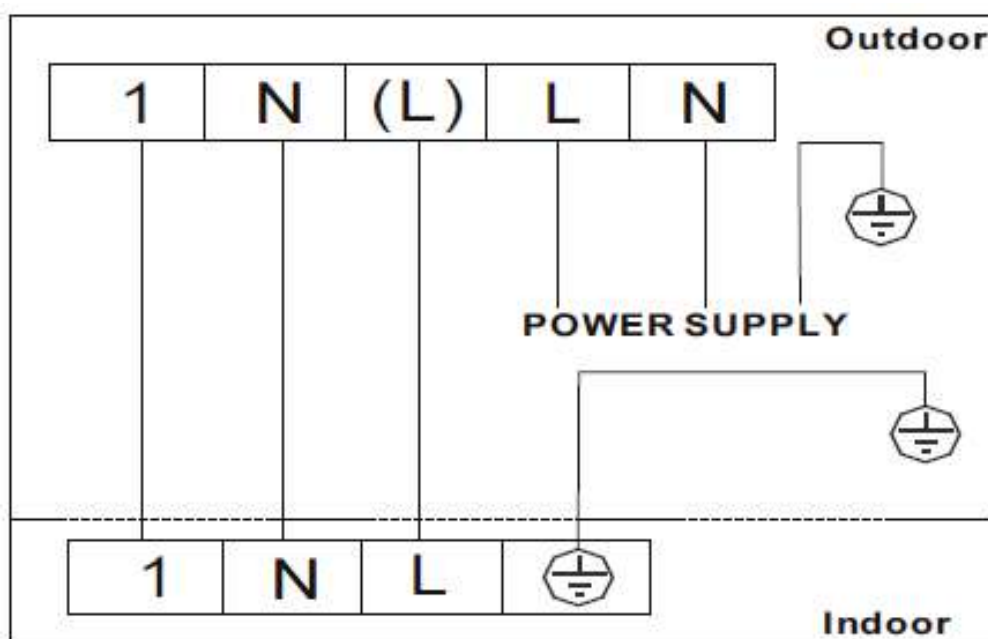 Outdoor
1 N (L) L N
POWER SUPPLY
1 N L
Indoor